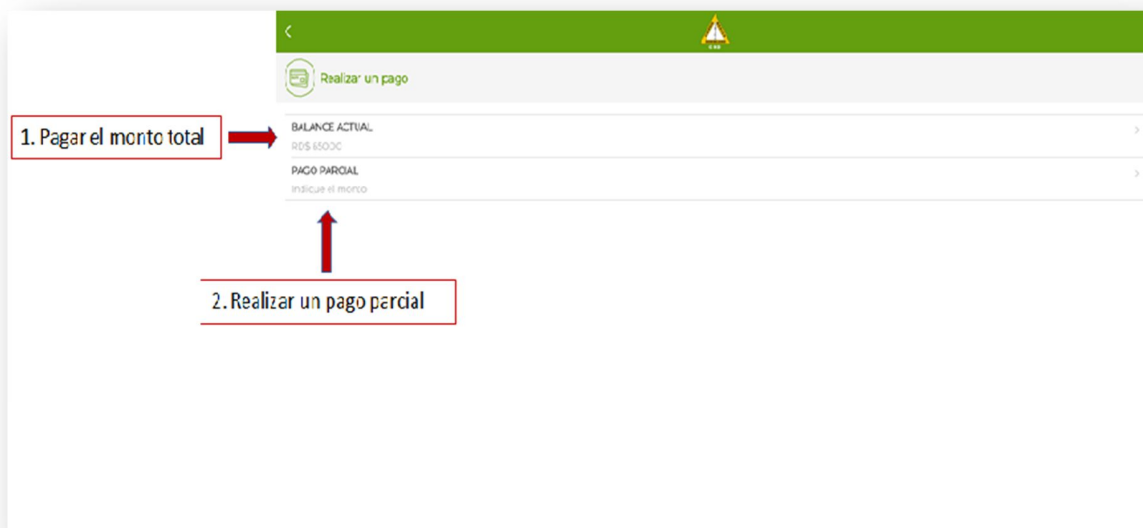 Realizar un pago
1. Pagar el monto total
BALANCE ACTUAL
RD$ 65000
PAGO PARCIAL
Indique el monto
2. Realizar un pago parcial